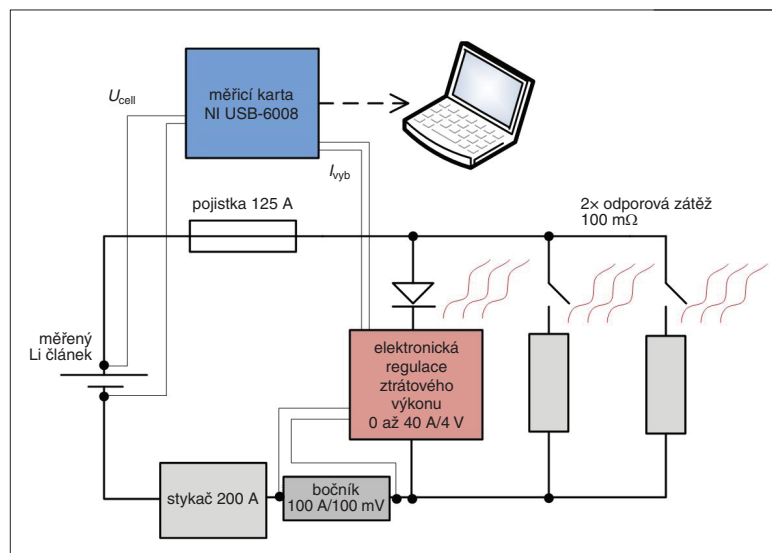 měřicí karta
NI USB-6008
Ucell
Ivyb
pojistka 125 A
2× odporová zátěž
100 mΩ
měřený
Li článek
elektronická
regulace
ztrátového
výkonu
0 až 40 A/4 V
stykač 200 A
bočník
100 A/100 mV